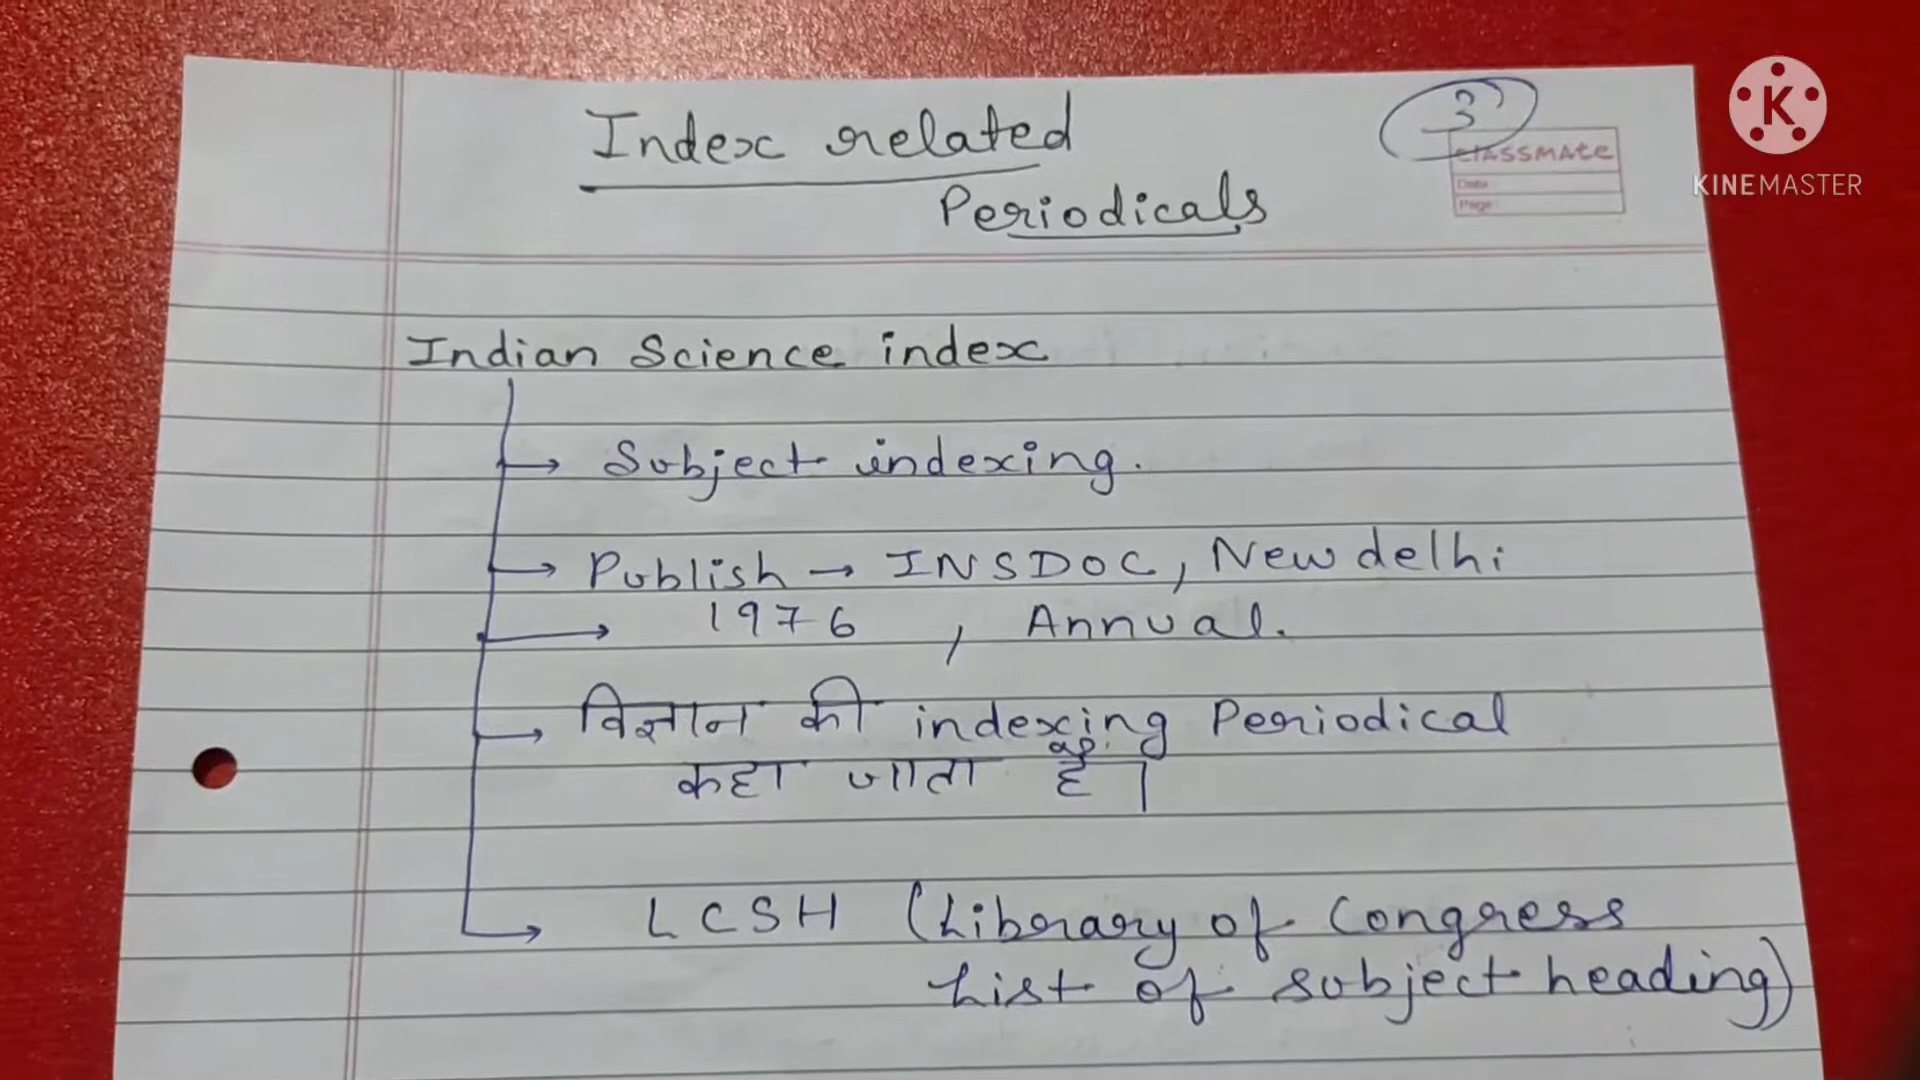 Index related
Periodicals
3
classmate
Date
Page
K
KINEMASTER
Indian Science index
→ Subject indexing.
→ Publish → INSDOC, New delhi
→ 1976 , Annual.
→ विज्ञान की indexing Periodical
कहा जाता है ।
→ LCSH (Library of Congress
List of subject heading)